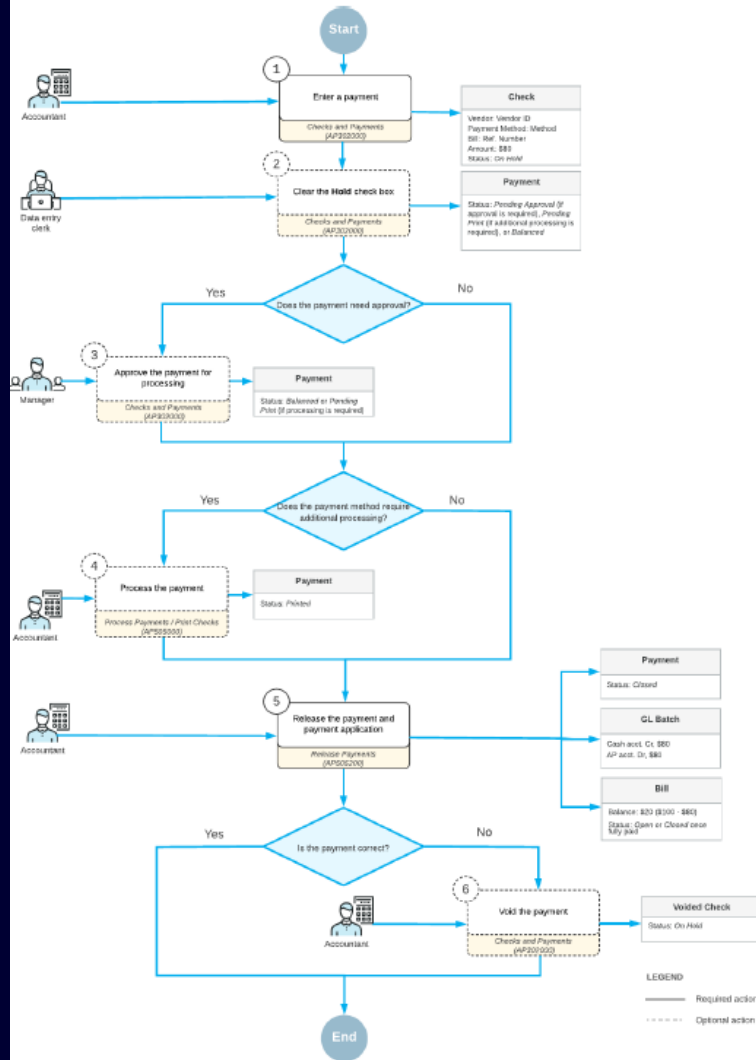 Start
1
Enter a payment
Checks and Payments
(AP302000)
Accountant
Check
Vendor: Vendor ID
Payment Method: Method
Bill: Ref. Number
Amount: $80
Status: On Hold
2
Clear the Hold check box
Checks and Payments
(AP302000)
Data entry
clerk
Payment
Status: Pending Approval (if
approval is required), Pending
Print (if additional processing is
required), or Balanced
Does the payment need approval?
Yes
No
3
Approve the payment for
processing
Checks and Payments
(AP302000)
Manager
Payment
Status: Balanced or Pending
Print (if processing is required)
Does the payment method require
additional processing?
Yes
No
4
Process the payment
Process Payments / Print Checks
(AP505000)
Accountant
Payment
Status: Printed
5
Release the payment and
payment application
Release Payments
(AP505200)
Accountant
Payment
Status: Closed
GL Batch
Cash acct. Cr, $80
AP acct. Dr, $80
Bill
Balance: $20 ($100 - $80)
Status: Open or Closed once
fully paid
Is the payment correct?
Yes
No
6
Void the payment
Checks and Payments
(AP302000)
Accountant
Voided Check
Status: On Hold
End
LEGEND
Required action
Optional action